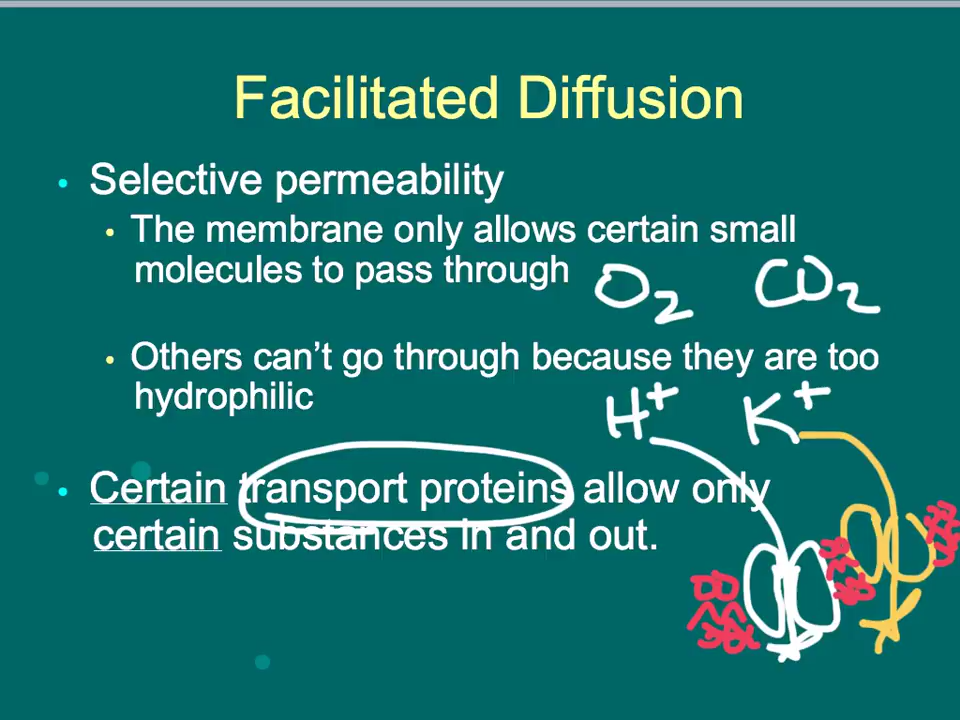 Facilitated Diffusion
• Selective permeability
• The membrane only allows certain small
molecules to pass through
O₂ CO₂
• Others can’t go through because they are too
hydrophilic
H⁺ K⁺
• Certain transport proteins allow only
certain substances in and out.